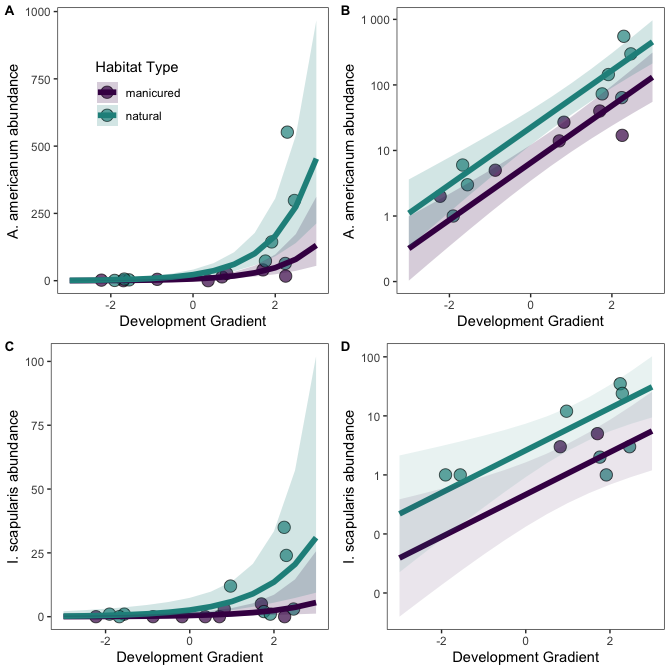 A
1000
750
500
250
0
A. americanum abundance
Habitat Type
manicured
natural
-2
0
2
Development Gradient
B
1 000
100
10
1
0
A. americanum abundance
-2
0
2
Development Gradient
C
100
75
50
25
0
I. scapularis abundance
-2
0
2
Development Gradient
D
100
10
1
0
0
I. scapularis abundance
-2
0
2
Development Gradient